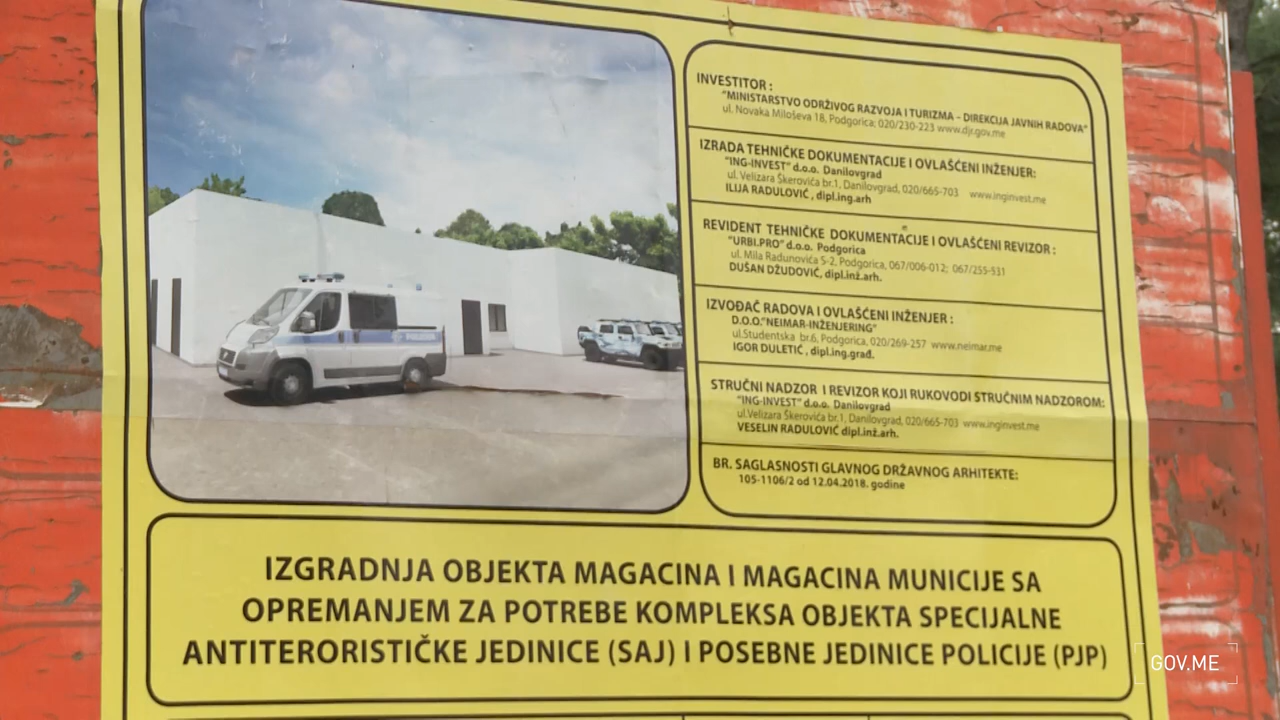 INVESTITOR :
"MINISTARSTVO ODRŽIVOG RAZVOJA I TURIZMA – DIREKCIJA JAVNIH RADOVA"
ul. Novaka Miloševa 18, Podgorica; 020/230-223 www.djr.gov.me
IZRADA TEHNIČKE DOKUMENTACIJE I OVLAŠĆENI INŽENJER:
"ING-INVEST" d.o.o. Danilovgrad
ul. Velizara Škerovića br.1, Danilovgrad, 020/665-703 www.inginvest.me
ILIJA RADULOVIĆ , dipl.ing.arh
REVIDENT TEHNIČKE DOKUMENTACIJE I OVLAŠĆENI REVIZOR :
"URBI.PRO" d.o.o. Podgorica
ul. Mila Radunovića S-2, Podgorica, 067/006-012; 067/255-531
DUŠAN DŽUDOVIĆ, dipl.inž.arh.
IZVOĐAČ RADOVA I OVLAŠĆENI INŽENJER :
D.O.O."NEIMAR-INŽENJERING"
ul.Studentska br.6, Podgorica, 020/269-257 www.neimar.me
IGOR DULETIĆ , dipl.ing.građ.
STRUČNI NADZOR I REVIZOR KOJI RUKOVODI STRUČNIM NADZOROM:
"ING-INVEST" d.o.o. Danilovgrad
ul.Velizara Škerovića br.1, Danilovgrad, 020/665-703 www.inginvest.me
VESELIN RADULOVIĆ dipl.inž.arh.
BR. SAGLASNOSTI GLAVNOG DRŽAVNOG ARHITEKTE:
105-1106/2 od 12.04.2018. godine
IZGRADNJA OBJEKTA MAGACINA I MAGACINA MUNICIJE SA
OPREMANJEM ZA POTREBE KOMPLEKSA OBJEKTA SPECIJALNE
ANTITERORISTIČKE JEDINICE (SAJ) I POSEBNE JEDINICE POLICIJE (PJP)
GOV.ME